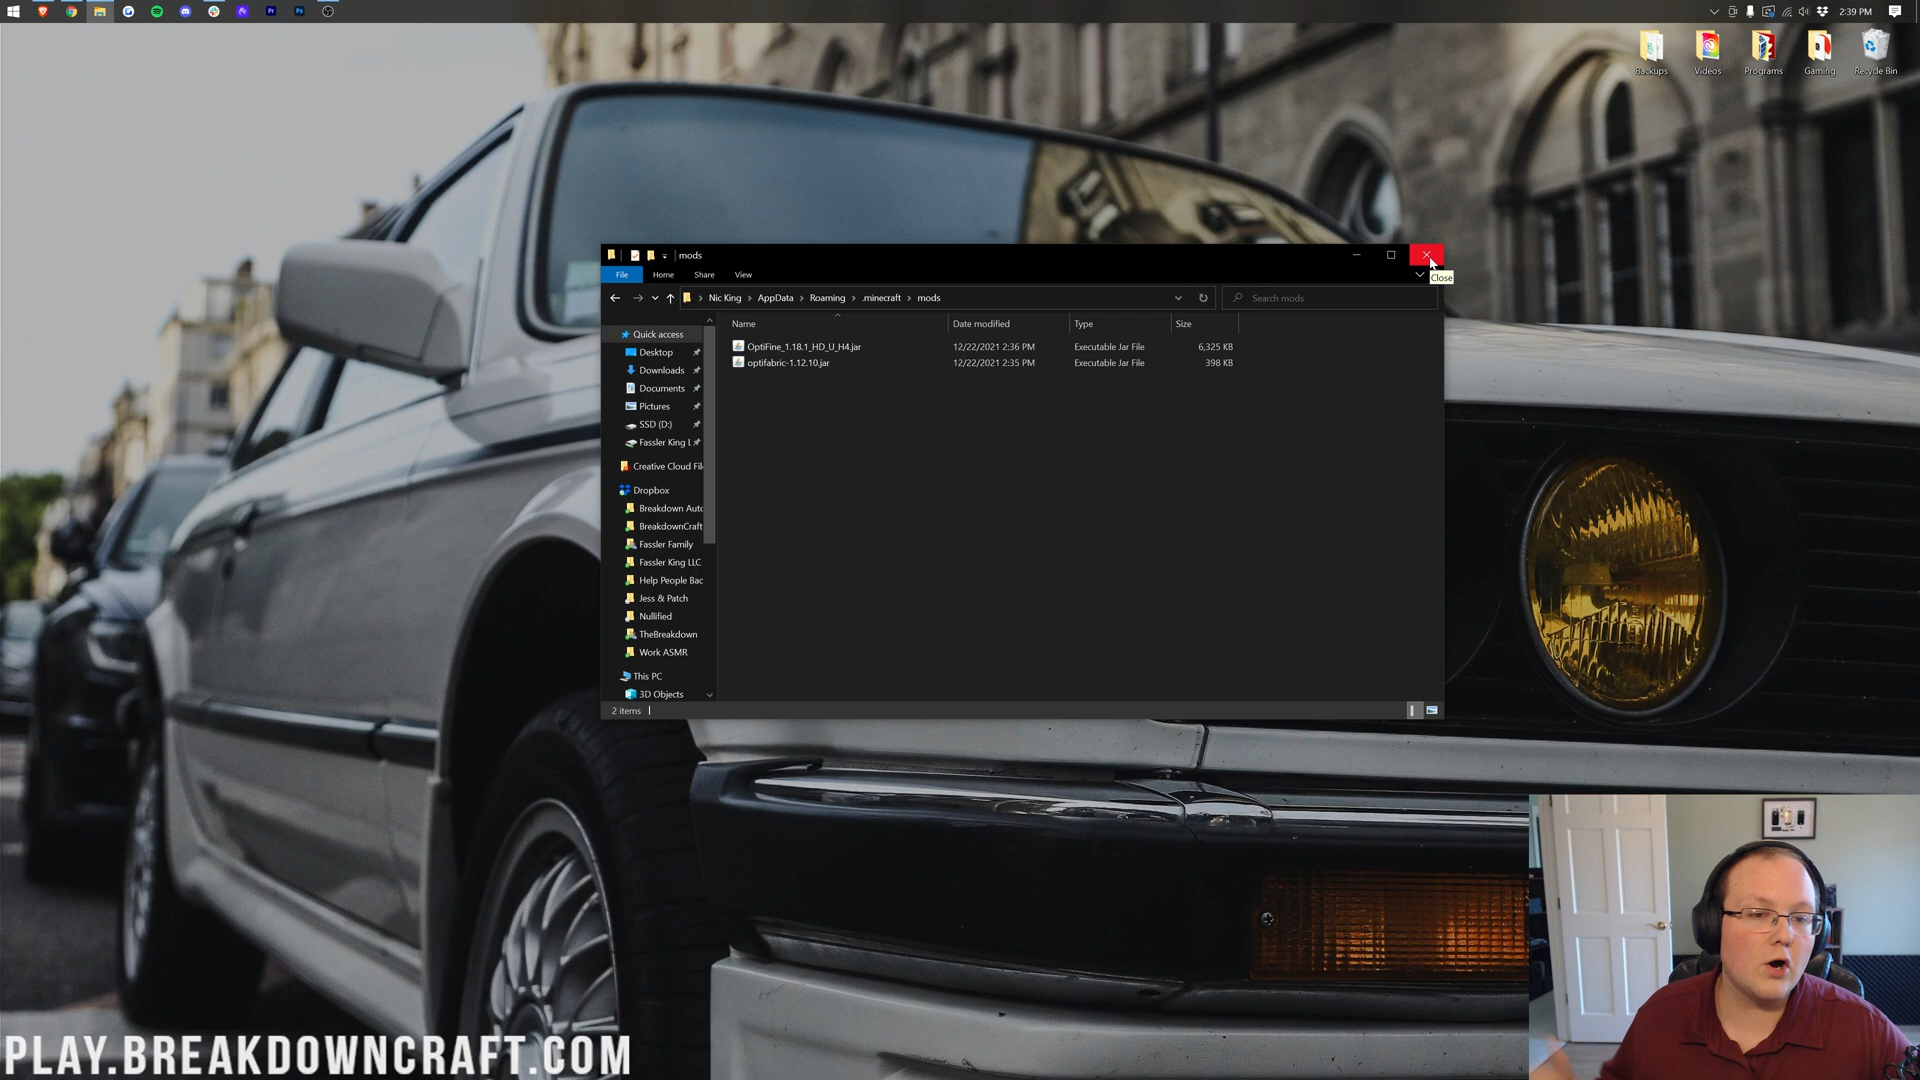 2:39 PM
Backups
Videos
Programs
Gaming
Recycle Bin
mods
Close
File
Home
Share
View
Nic King
AppData
Roaming
.minecraft
mods
Search mods
Name
Date modified
Type
Size
OptiFine_1.18.1_HD_U_H4.jar
12/22/2021 2:36 PM
Executable Jar File
6,325 KB
optifabric-1.12.10.jar
12/22/2021 2:35 PM
Executable Jar File
398 KB
Quick access
Desktop
Downloads
Documents
Pictures
SSD (D:)
Fassler King L
Creative Cloud Fil
Dropbox
Breakdown Auto
BreakdownCraft
Fassler Family
Fassler King LLC
Help People Bac
Jess & Patch
Nullified
TheBreakdown
Work ASMR
This PC
3D Objects
2 items
PLAY.BREAKDOWNCRAFT.COM